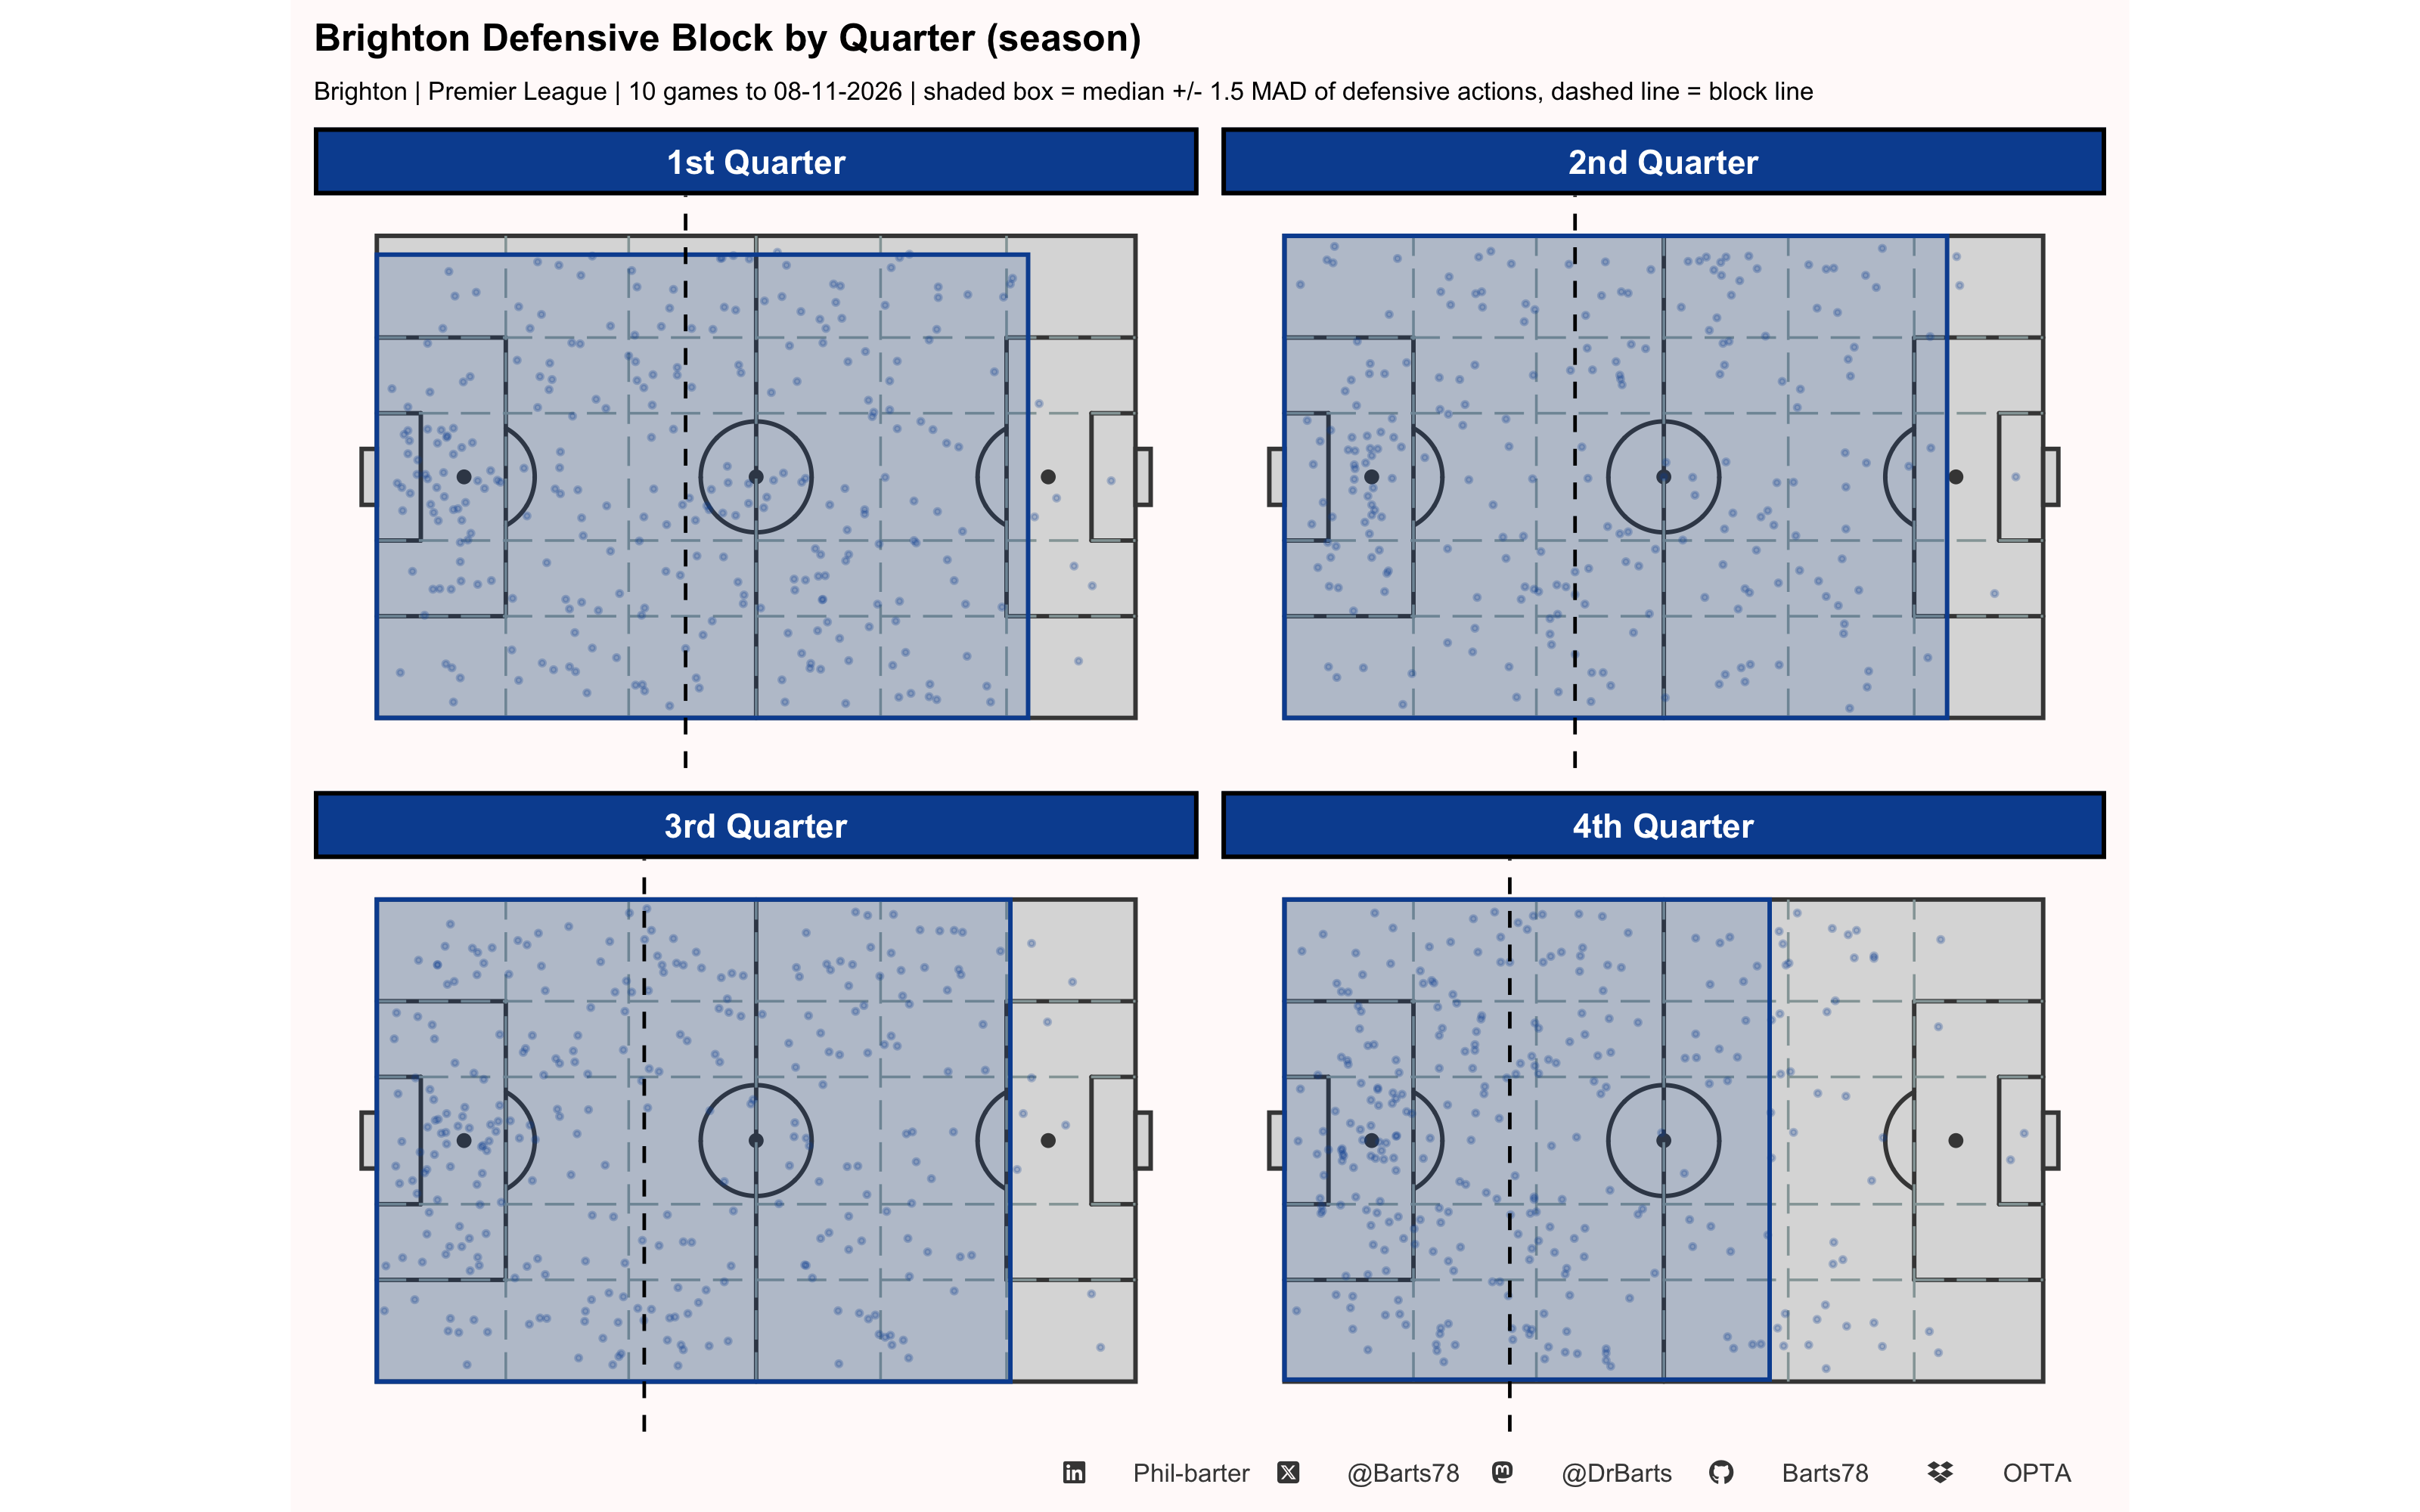 Brighton Defensive Block by Quarter (season)
Brighton | Premier League | 10 games to 08-11-2026 | shaded box = median +/- 1.5 MAD of defensive actions, dashed line = block line
1st Quarter
2nd Quarter
3rd Quarter
4th Quarter
Phil-barter @Barts78 @DrBarts Barts78 OPTA